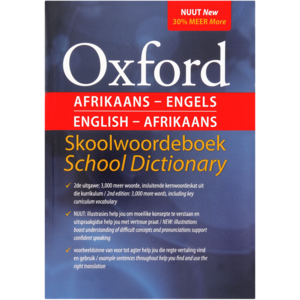 NUUT New
30% MEER More
Oxford
AFRIKAANS – ENGELS
ENGLISH – AFRIKAANS
Skoolwoordeboek
School Dictionary
2de uitgawe; 3,000 meer woorde, insluitende kernwoordeskat uit
die kurrikulum / 2nd edition: 3,000 more words, including key
curriculum vocabulary
NUUT; Illustrasies help jou om moeilike konsepte te verstaan en
uitspraakgidse help jou met vertroue praat / NEW: Illustrations
boost understanding of difficult concepts and pronunciations support
confident speaking
voorbeeldsinne van voor tot agter help jou die regte vertaling vind
en gebruik / example sentences throughout help you find and use the
right translation